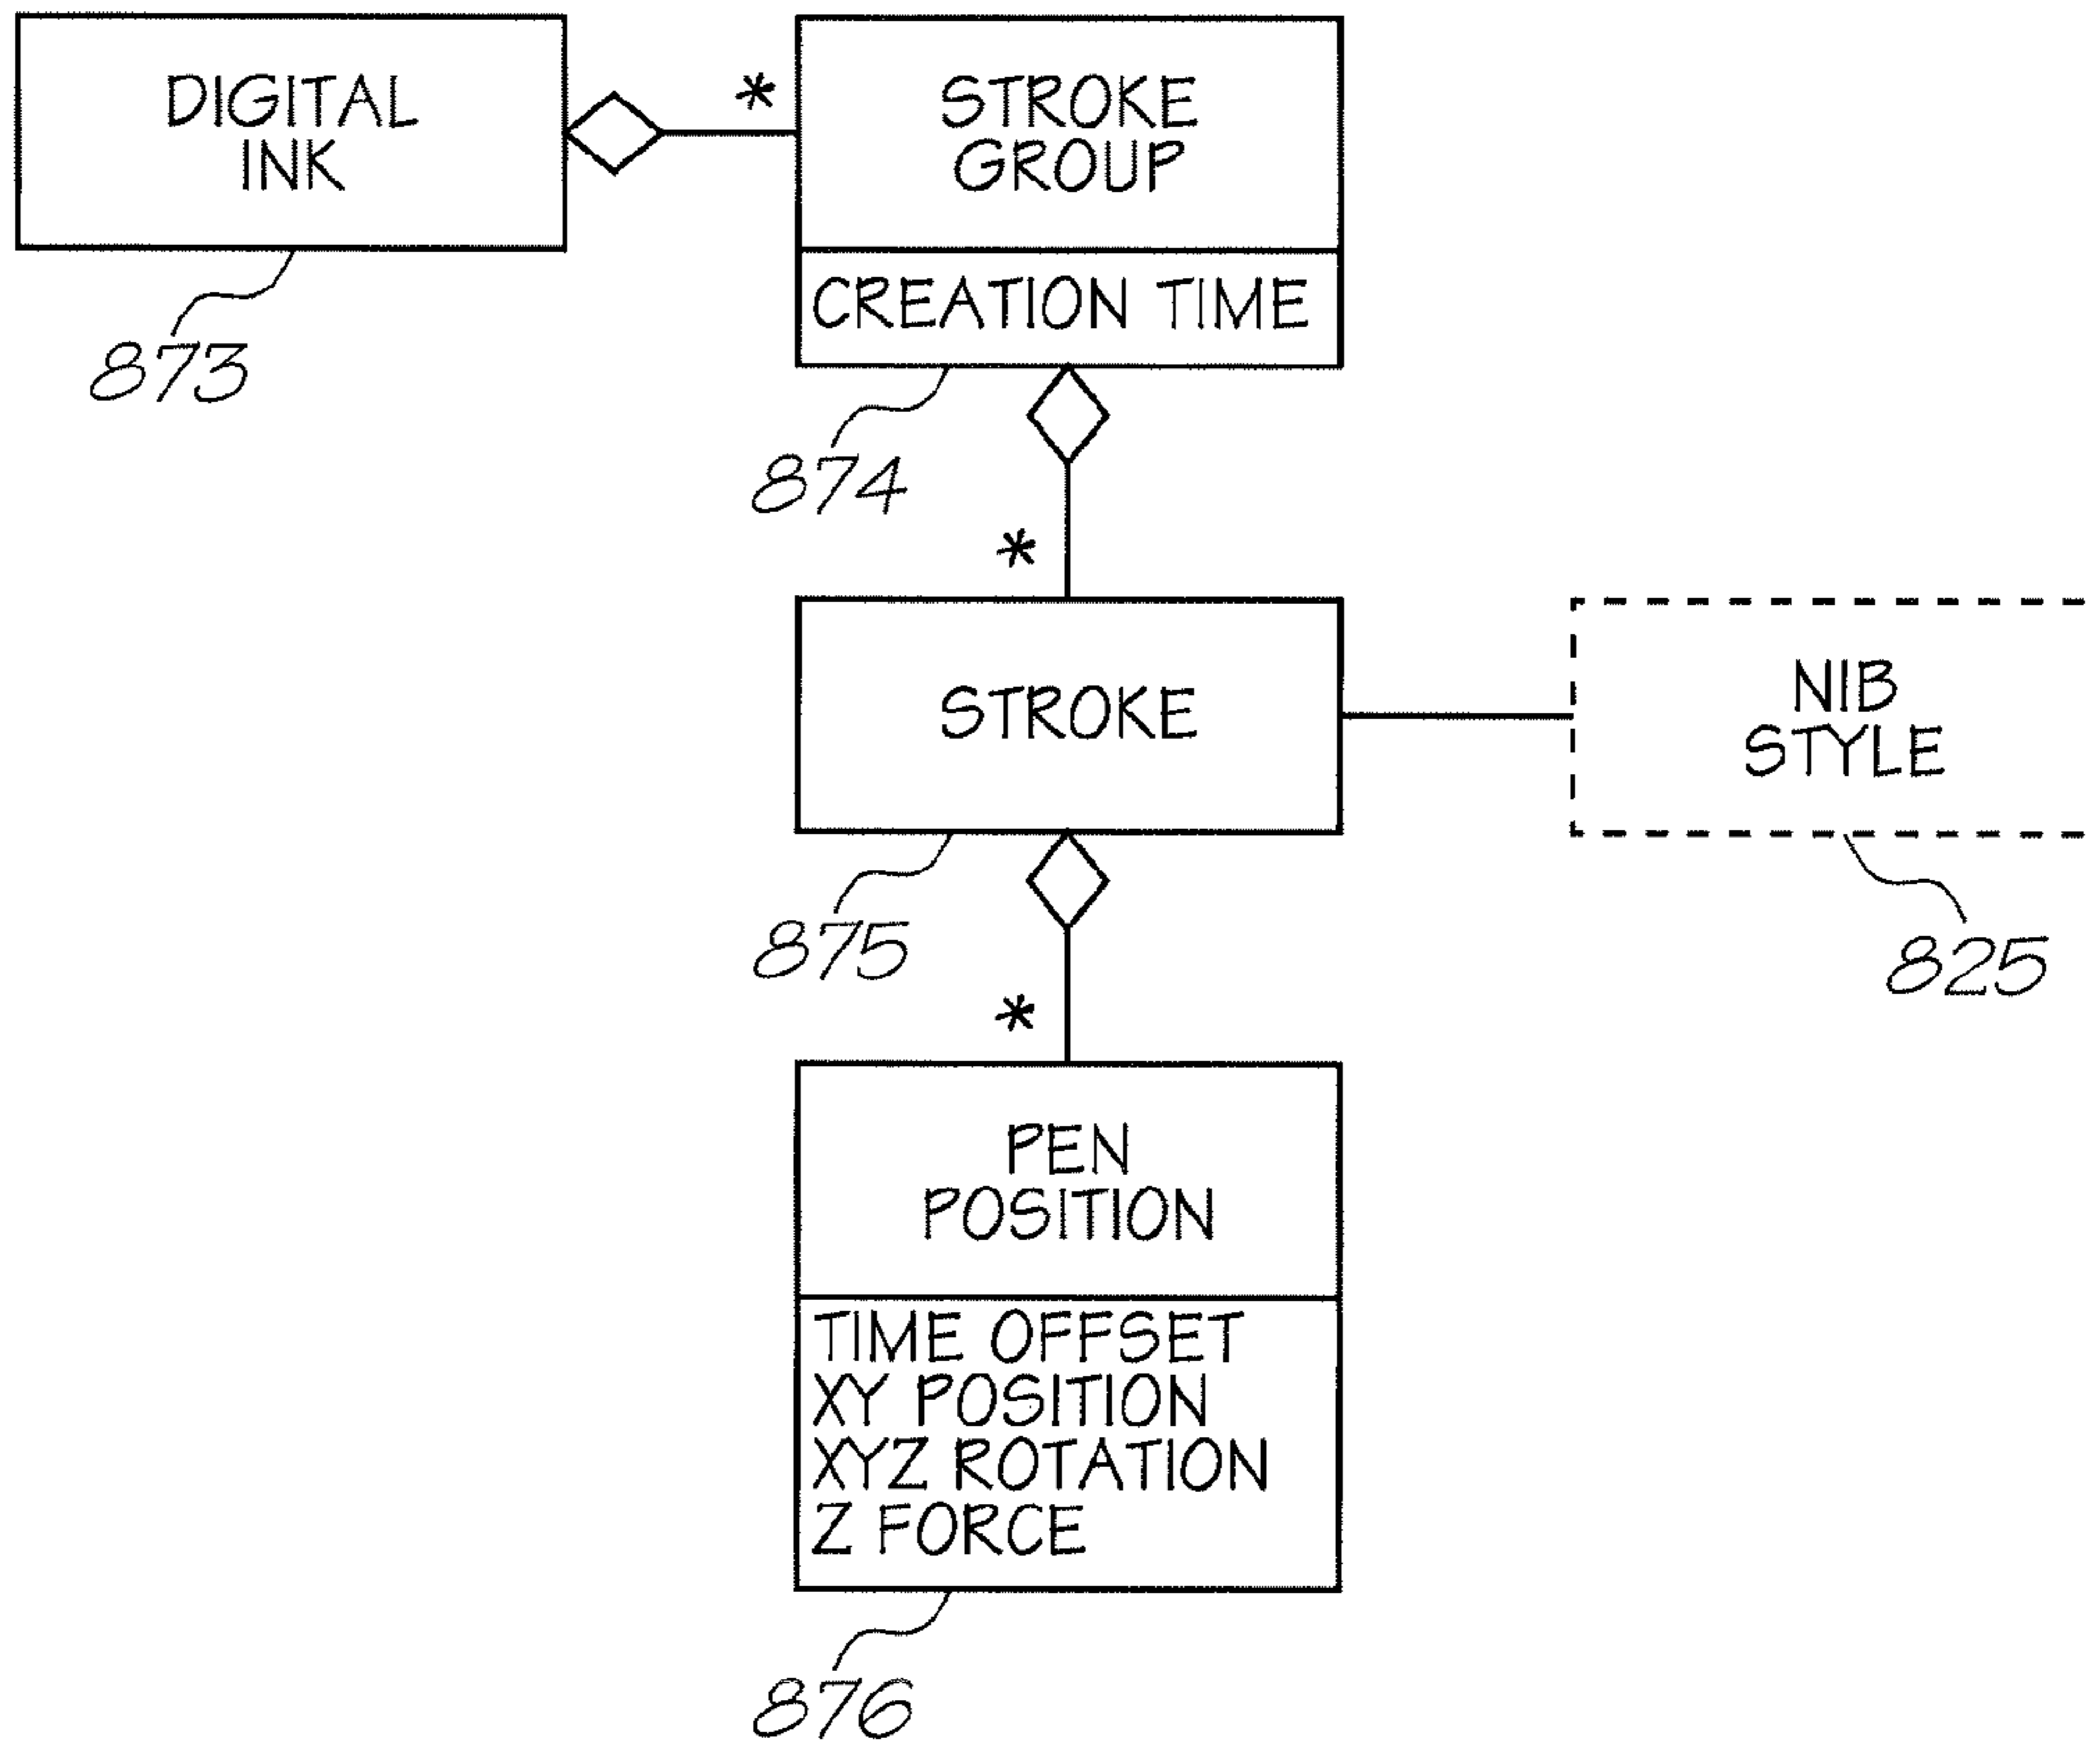 DIGITAL
INK
*
STROKE
GROUP
CREATION TIME
873
874
*
STROKE
NIB
STYLE
875
825
*
PEN
POSITION
TIME OFFSET
XY POSITION
XYZ ROTATION
Z FORCE
876